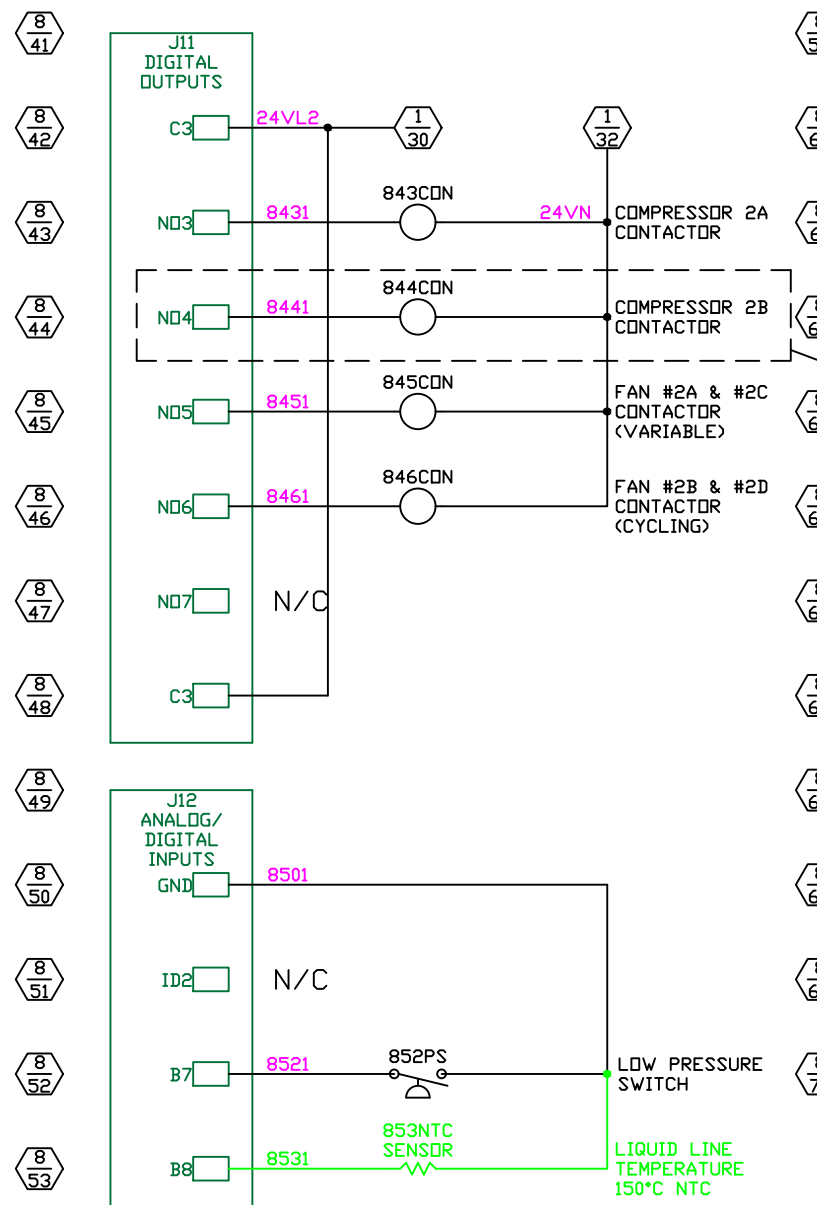 8
41
J11
DIGITAL
OUTPUTS
8
42
C3
24VL2
1
30
1
32
8
43
NO3
8431
843CON
24VN
COMPRESSOR 2A
CONTACTOR
8
44
NO4
8441
844CON
COMPRESSOR 2B
CONTACTOR
8
45
NO5
8451
845CON
FAN #2A & #2C
CONTACTOR
(VARIABLE)
8
46
NO6
8461
846CON
FAN #2B & #2D
CONTACTOR
(CYCLING)
8
47
NO7
N/C
8
48
C3
8
49
J12
ANALOG/
DIGITAL
INPUTS
8
50
GND
8501
8
51
ID2
N/C
8
52
B7
8521
852PS
LOW PRESSURE
SWITCH
8
53
B8
8531
853NTC
SENSOR
LIQUID LINE
TEMPERATURE
150°C NTC